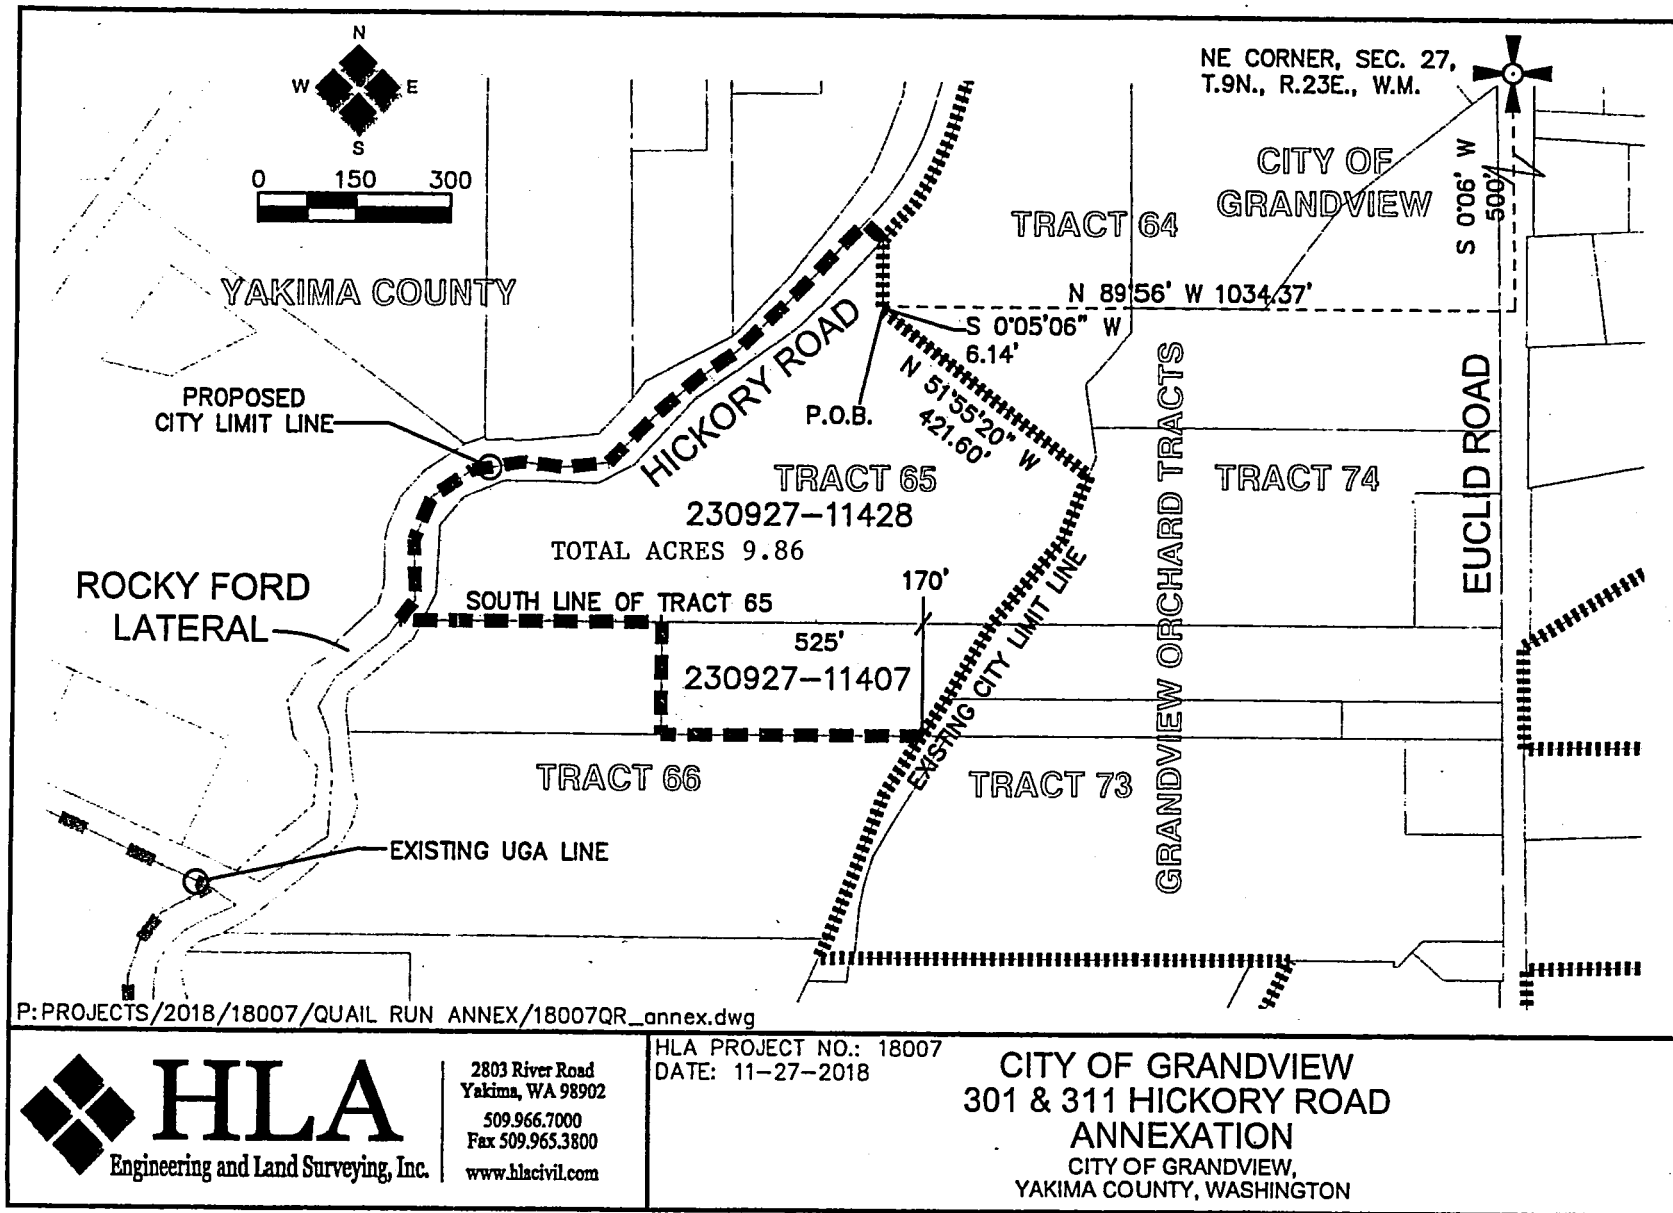 N
W E
S
0 150 300
NE CORNER, SEC. 27,
T.9N., R.23E., W.M.
CITY OF
GRANDVIEW
S 0°06' W
500'
TRACT 64
YAKIMA COUNTY
N 89°56' W 1034.37'
S 0°05'06" W
6.14'
HICKORY ROAD
N 51°55'20" W
421.60'
P.O.B.
PROPOSED
CITY LIMIT LINE
TRACT 65
230927-11428
TOTAL ACRES 9.86
TRACT 74
EUCLID ROAD
GRANDVIEW ORCHARD TRACTS
ROCKY FORD
LATERAL
170'
SOUTH LINE OF TRACT 65
525'
230927-11407
EXISTING CITY LIMIT LINE
TRACT 66
TRACT 73
EXISTING UGA LINE
P:PROJECTS/2018/18007/QUAIL RUN ANNEX/18007QR_annex.dwg
HLA
Engineering and Land Surveying, Inc.
2803 River Road
Yakima, WA 98902
509.966.7000
Fax 509.965.3800
www.hlacivil.com
HLA PROJECT NO.: 18007
DATE: 11-27-2018
CITY OF GRANDVIEW
301 & 311 HICKORY ROAD
ANNEXATION
CITY OF GRANDVIEW,
YAKIMA COUNTY, WASHINGTON